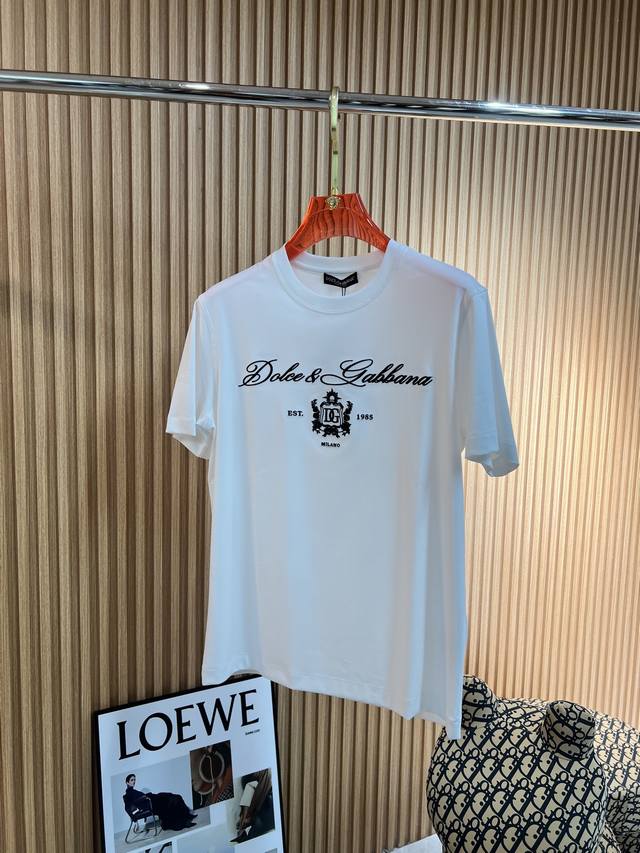 Dolce & Gabbana
EST. DG 1985
MILANO
LOEWE